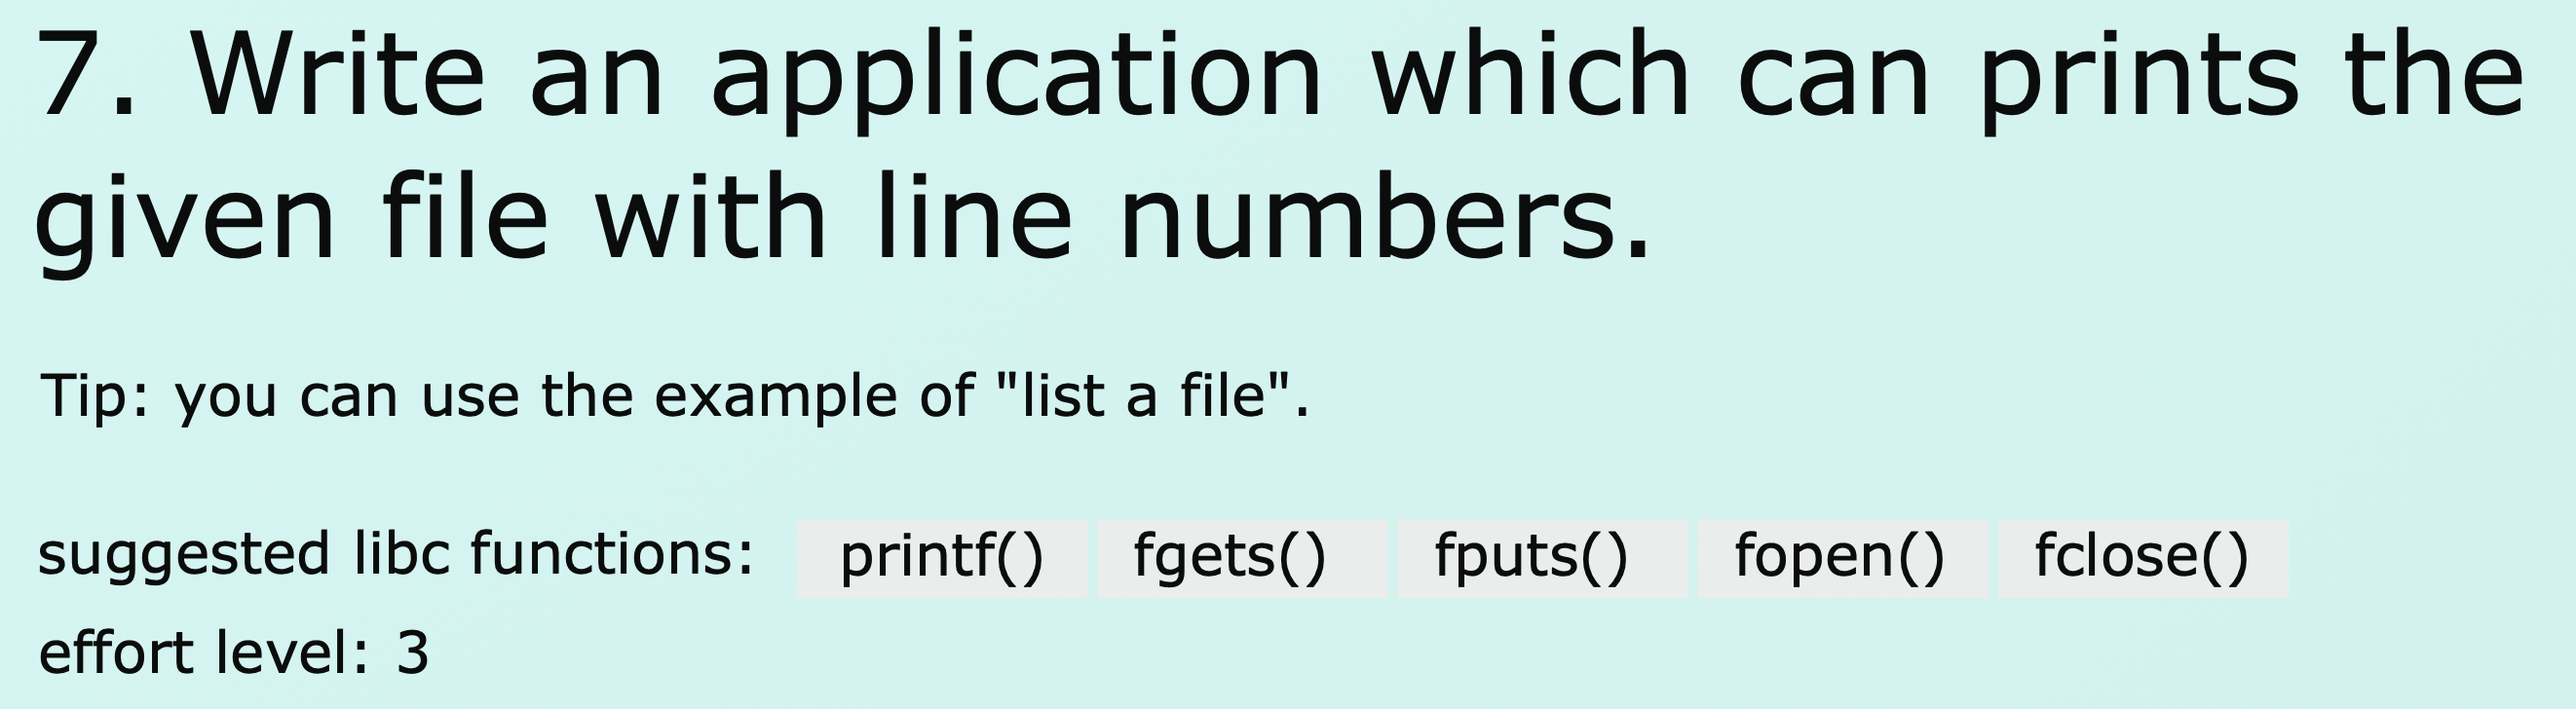 7. Write an application which can prints the
given file with line numbers.
Tip: you can use the example of "list a file".
suggested libc functions: printf() fgets() fputs() fopen() fclose()
effort level: 3